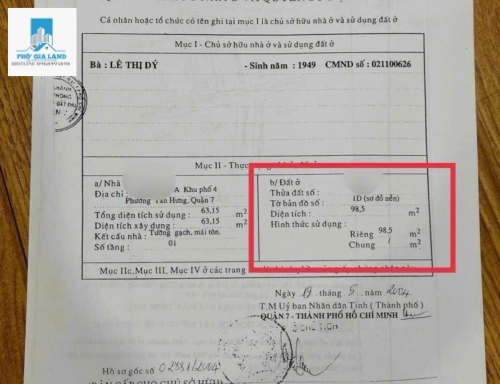 PHỐ GIA LAND
Cá nhân hoặc tổ chức có tên ghi tại mục I là chủ sở hữu nhà ở và sử dụng đất ở
Mục I - Chủ sở hữu nhà ở và sử dụng đất ở
Bà : LÊ THỊ DÝ - Sinh năm : 1949 CMND số : 021100626
Mục II - Thực
a/ Nhà
Địa chỉ A Khu phố 4
Phường Tân Hưng, Quận 7
Tổng diện tích sử dụng : 63,15 m2
Diện tích xây dựng : 63,15 m2
Kết cấu nhà : Tường gạch, mái tôn.
Số tầng : 01
b/ Đất ở
Thửa đất số :
Tờ bản đồ số : 1D (sơ đồ nền)
Diện tích : 98,5 m2
Hình thức sử dụng :
Riêng 98,5 m2
Chung / m2
Mục IIc, Mục III, Mục IV ở các trang
Ngày 19 tháng 5 năm 2004
T.M Uỷ ban Nhân dân Tỉnh ( Thành phố )
QUẬN 7 - THÀNH PHỐ HỒ CHÍ MINH
Hồ sơ gốc số 0288/2004